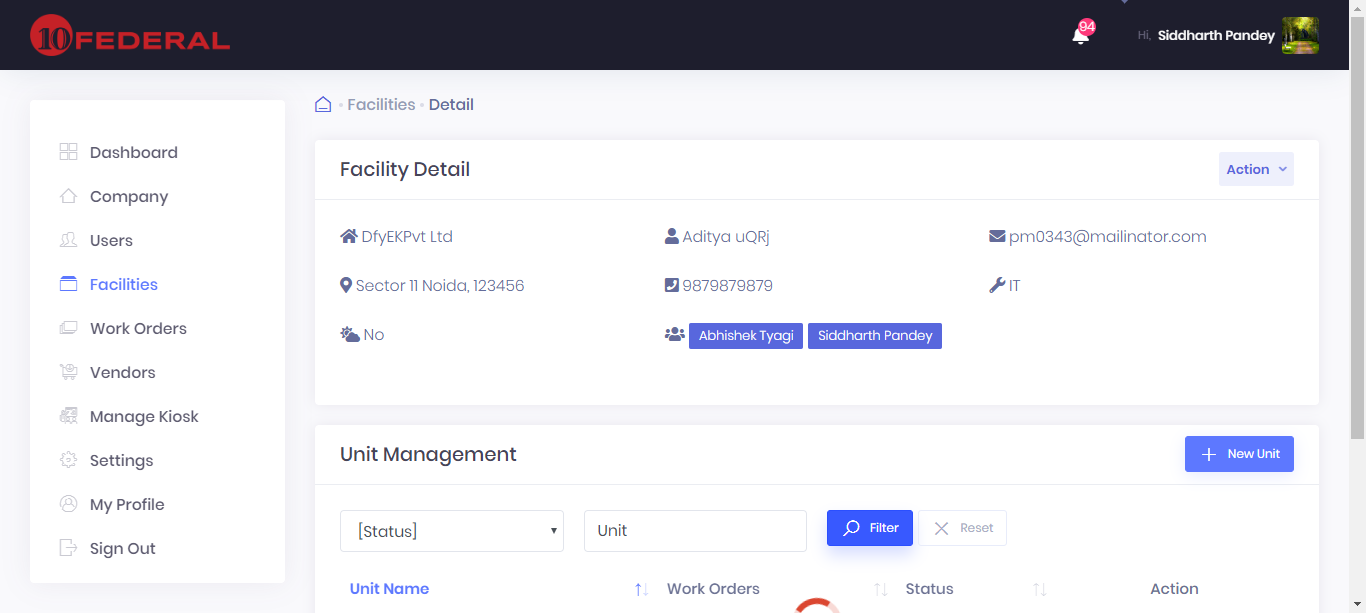 10 FEDERAL
94
Hi, Siddharth Pandey
Facilities Detail
Dashboard
Company
Users
Facilities
Work Orders
Vendors
Manage Kiosk
Settings
My Profile
Sign Out
Facility Detail
Action
DfyEKPvt Ltd
Aditya uQRj
pm0343@mailinator.com
Sector 11 Noida, 123456
9879879879
IT
No
Abhishek Tyagi
Siddharth Pandey
Unit Management
New Unit
[Status]
Unit
Filter
Reset
Unit Name Work Orders Status Action